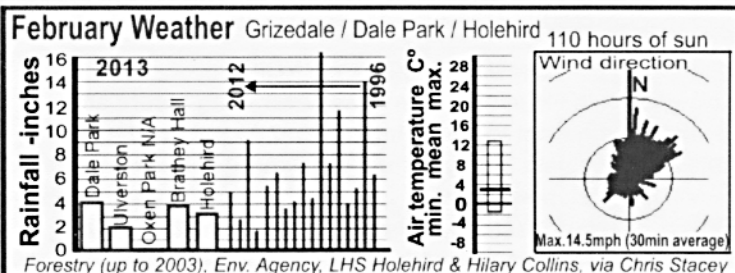 February Weather Grizedale / Dale Park / Holehird
110 hours of sun
Rainfall -inches
16
14
12
10
8
6
4
2
0
2013
Dale Park
Ulverston
Oxen Park N/A
Brathey Hall
Holehird
2012
1996
Air temperature C°
min. mean max.
28
24
20
16
12
8
4
0
-4
-8
Wind direction
N
Max.14.5mph (30min average)
Forestry (up to 2003), Env. Agency, LHS Holehird & Hilary Collins, via Chris Stacey